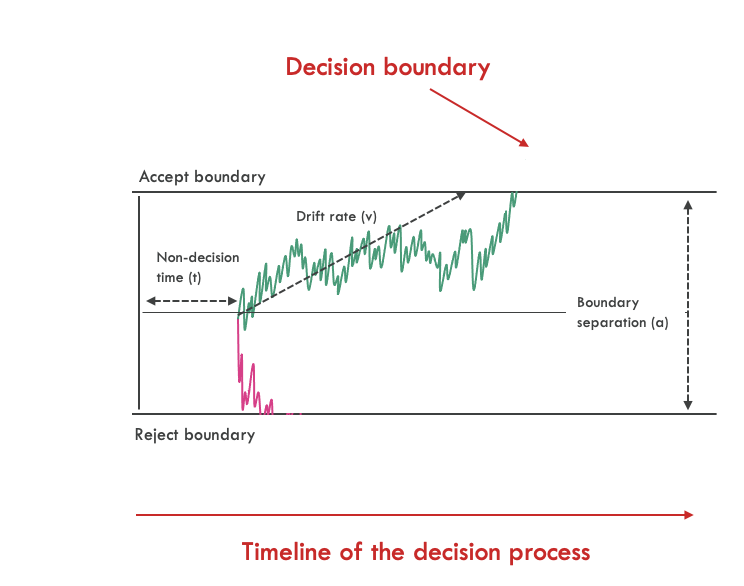 Decision boundary
Accept boundary
Drift rate (v)
Non-decision
time (t)
Boundary
separation (a)
Reject boundary
Timeline of the decision process